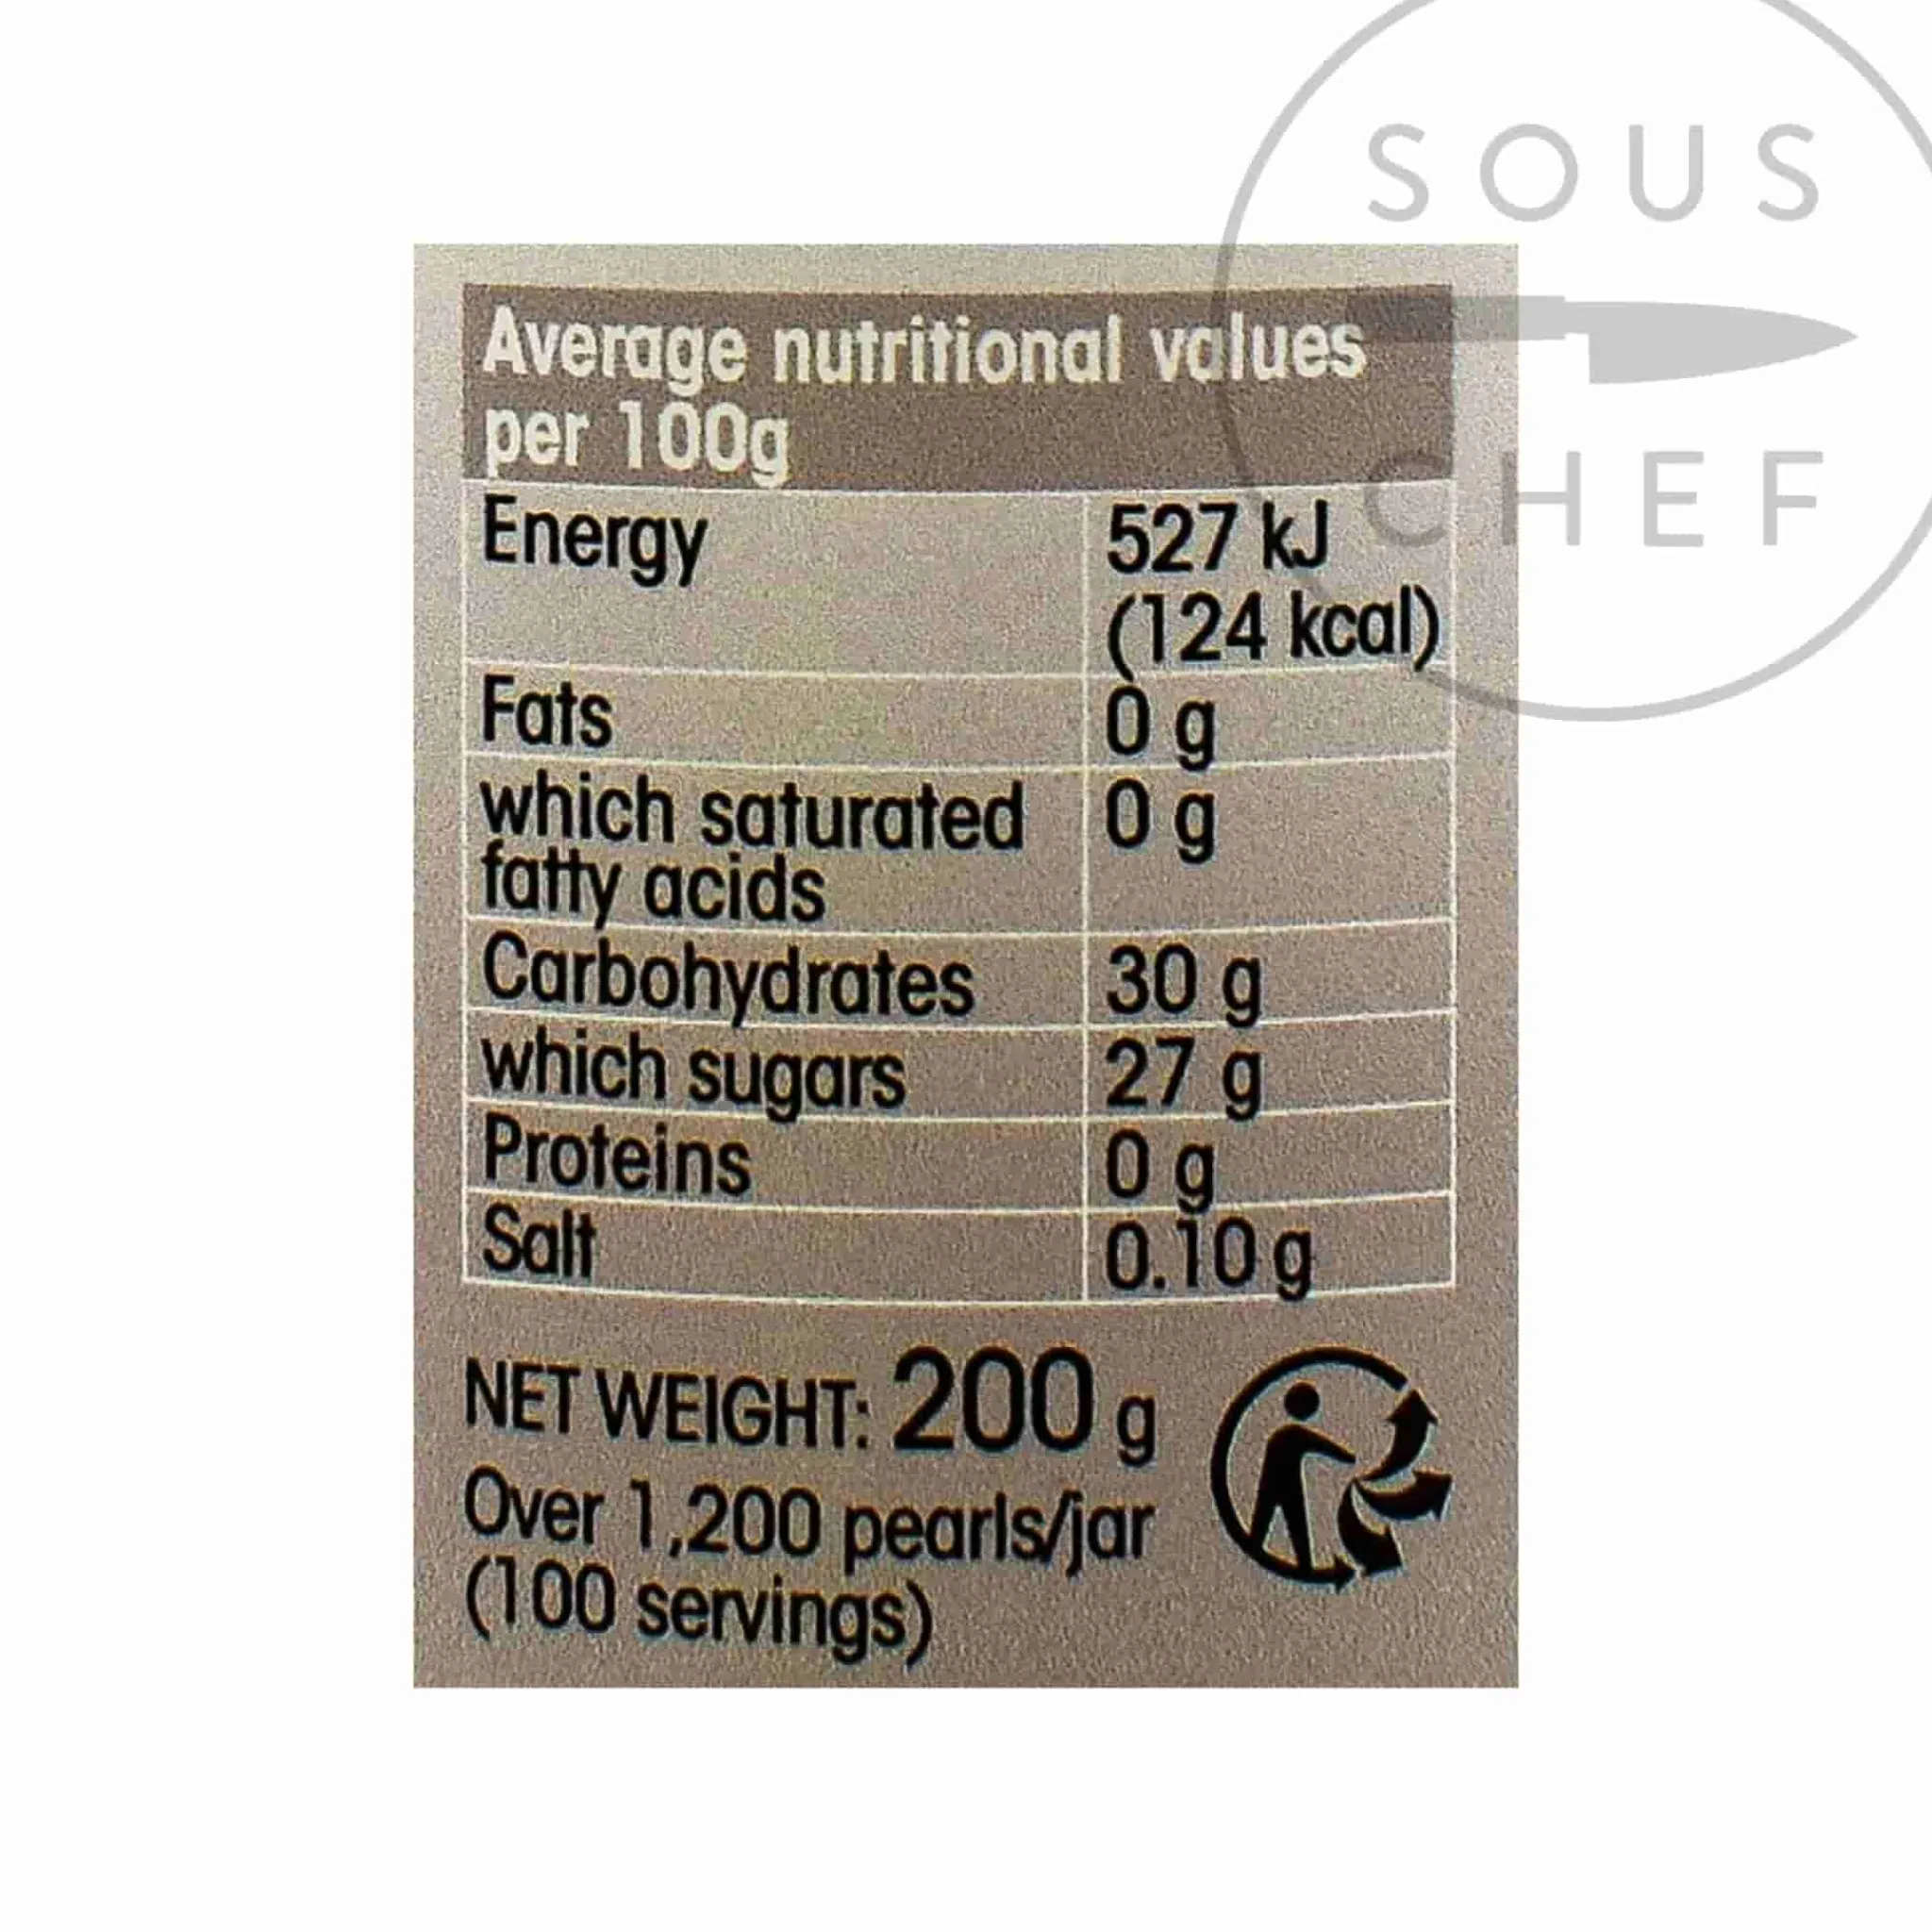 SOUS
CHEF
Average nutritional values
per 100g
Energy 527 kJ
(124 kcal)
Fats 0 g
which saturated 0 g
fatty acids
Carbohydrates 30 g
which sugars 27 g
Proteins 0 g
Salt 0.10 g
NET WEIGHT: 200 g
Over 1,200 pearls/jar
(100 servings)